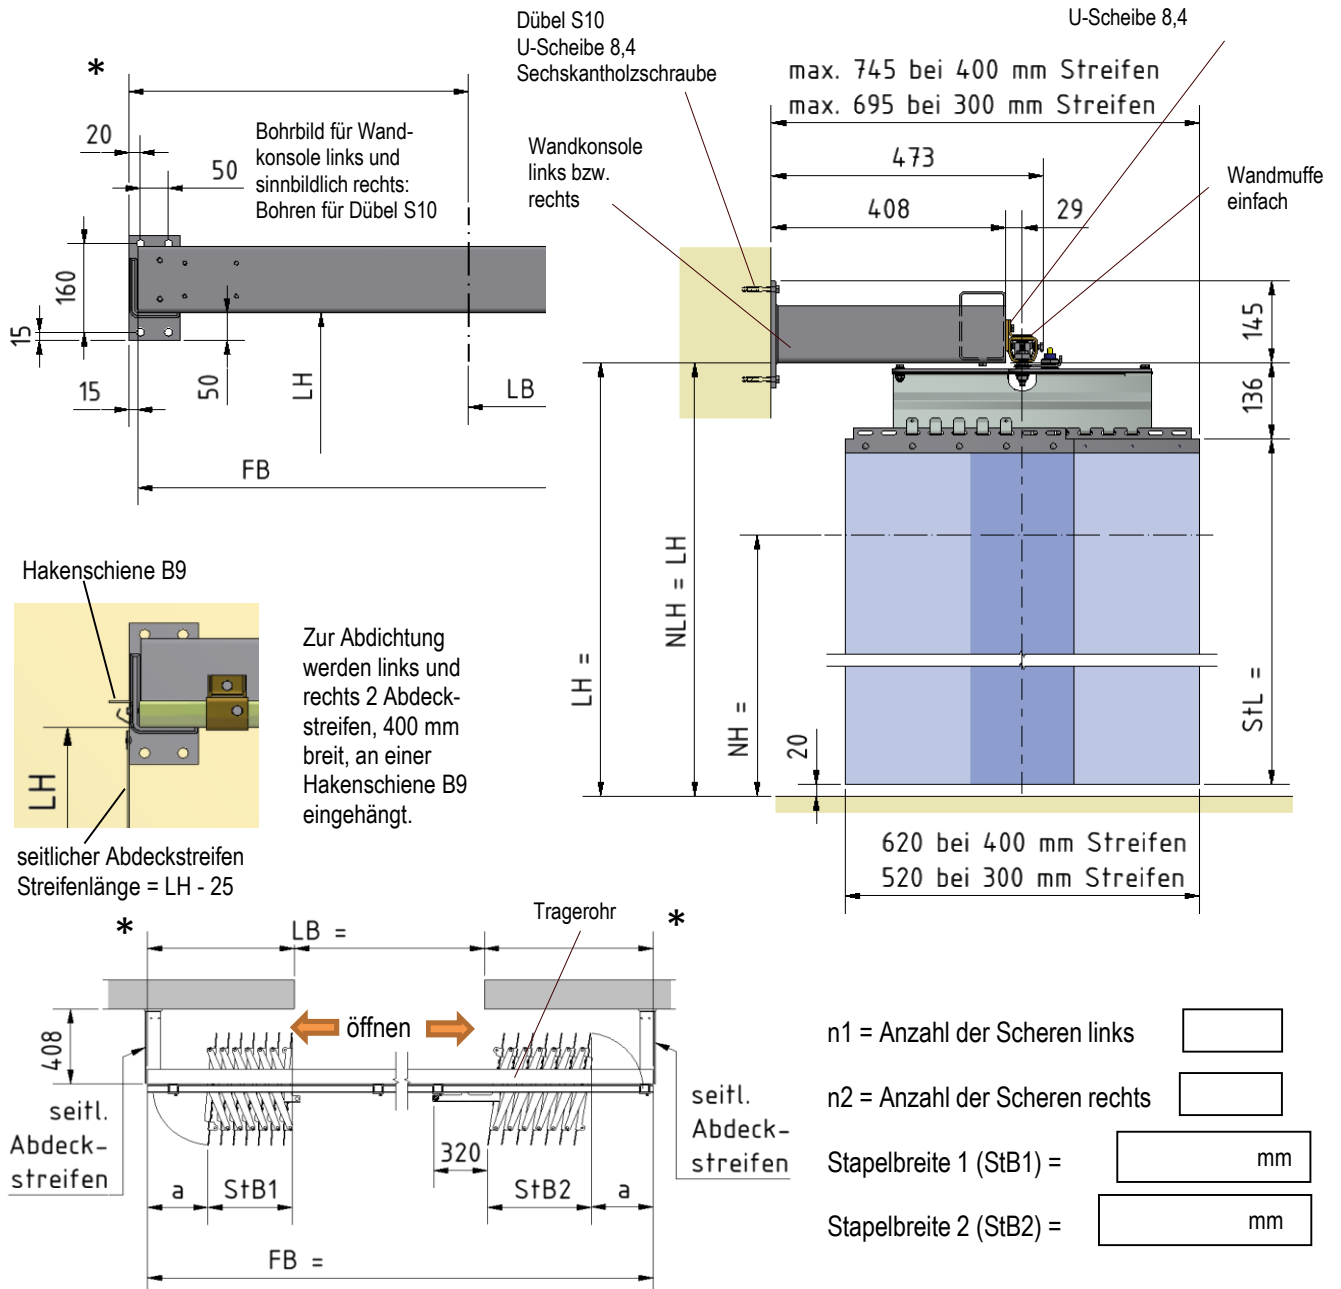 *
20
50
Bohrbild für Wand-
konsole links und
sinnbildlich rechts:
Bohren für Dübel S10
160
15
15
50
LH
LB
FB
Dübel S10
U-Scheibe 8,4
Sechskantholzschraube
U-Scheibe 8,4
max. 745 bei 400 mm Streifen
max. 695 bei 300 mm Streifen
Wandkonsole
links bzw.
rechts
473
408
29
Wandmuffe
einfach
145
136
LH =
NLH = LH
NH =
20
StL =
620 bei 400 mm Streifen
520 bei 300 mm Streifen
Hakenschiene B9
LH
Zur Abdichtung
werden links und
rechts 2 Abdeck-
streifen, 400 mm
breit, an einer
Hakenschiene B9
eingehängt.
seitlicher Abdeckstreifen
Streifenlänge = LH - 25
*
LB =
Tragerohr
*
öffnen
408
seitl.
Abdeck-
streifen
320
seitl.
Abdeck-
streifen
a
StB1
StB2
a
FB =
n1 = Anzahl der Scheren links
n2 = Anzahl der Scheren rechts
Stapelbreite 1 (StB1) =
mm
Stapelbreite 2 (StB2) =
mm